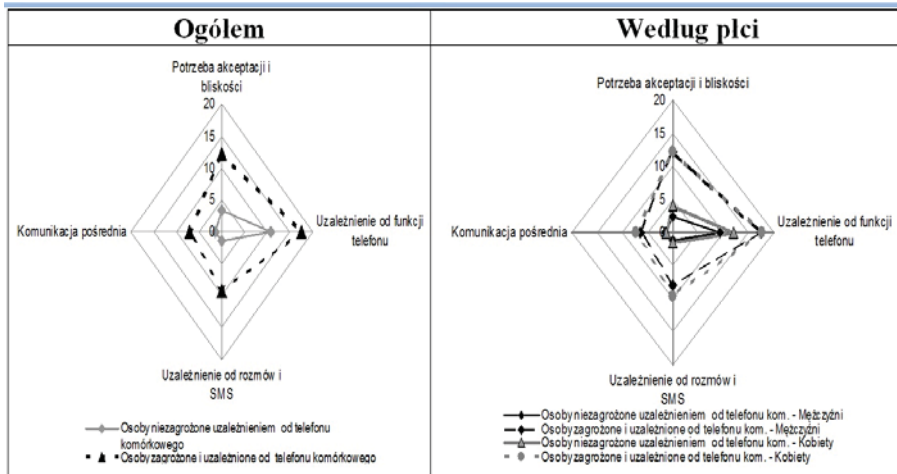 Ogólem
Według płci
Potrzeba akceptacji i
bliskości
20
15
10
5
0
Uzależnienie od funkcji
telefonu
Komunikacja pośrednia
Uzależnienie od rozmów i
SMS
Osoby niezagrożone uzależnieniem od telefonu
komórkowego
Osoby zagrożone i uzależnione od telefonu komórkowego
Potrzeba akceptacji i bliskości
20
15
10
5
0
Uzależnienie od funkcji
telefonu
Komunikacja pośrednia
Uzależnienie od rozmów i
SMS
Osoby niezagrożone uzależnieniem od telefonu kom. - Mężczyźni
Osoby zagrożone i uzależnione od telefonu kom. - Mężczyźni
Osoby niezagrożone uzależnieniem od telefonu kom. - Kobiety
Osoby zagrożone i uzależnione od telefonu kom. - Kobiety